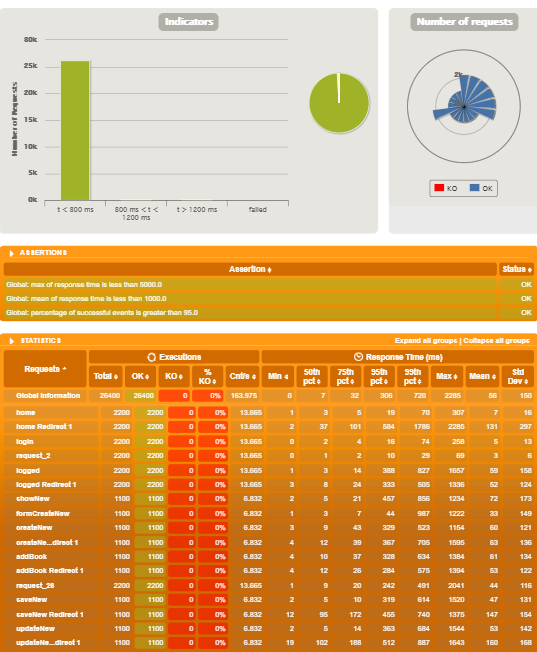 Indicators
Number of requests
30k
25k
20k
15k
10k
5k
0k
Number of Requests
t < 800 ms
800 ms < t < 1200 ms
t > 1200 ms
failed
2k
KO
OK
ASSERTIONS
Assertion Status
Global: max of response time is less than 5000.0 OK
Global: mean of response time is less than 1000.0 OK
Global: percentage of successful events is greater than 95.0 OK
STATISTICS Expand all groups | Collapse all groups
Requests Executions Response Time (ms)
Total OK KO % KO Cnt/s Min 50th pct 75th pct 95th pct 99th pct Max Mean Std Dev
Global Information 26400 26400 0 0% 163.975 0 7 32 306 720 2285 56 150
home 2200 2200 0 0% 13.665 1 3 5 19 70 307 7 16
home Redirect 1 2200 2200 0 0% 13.665 2 37 101 584 1786 2285 131 297
login 2200 2200 0 0% 13.665 0 2 4 16 74 258 5 13
request_2 2200 2200 0 0% 13.665 0 1 2 10 29 69 3 6
logged 2200 2200 0 0% 13.665 1 3 14 388 827 1657 59 158
logged Redirect 1 2200 2200 0 0% 13.665 3 8 24 333 505 1336 52 124
showNew 1100 1100 0 0% 6.832 2 5 21 457 856 1234 72 173
formCreateNew 1100 1100 0 0% 6.832 1 3 7 44 987 1222 33 149
createNew 1100 1100 0 0% 6.832 3 9 43 329 523 1154 60 121
createNe...direct 1 1100 1100 0 0% 6.832 4 12 39 367 705 1595 63 136
addBook 1100 1100 0 0% 6.832 4 10 37 328 634 1384 61 134
addBook Redirect 1 1100 1100 0 0% 6.832 4 12 26 284 575 1394 53 122
request_26 2200 2200 0 0% 13.665 1 9 20 242 491 2041 44 116
saveNew 1100 1100 0 0% 6.832 2 5 10 319 614 1520 47 131
saveNew Redirect 1 1100 1100 0 0% 6.832 12 95 172 455 740 1375 147 154
updateNew 1100 1100 0 0% 6.832 2 5 14 363 684 1544 53 142
updateNe...direct 1 1100 1100 0 0% 6.832 19 102 188 512 887 1643 160 168